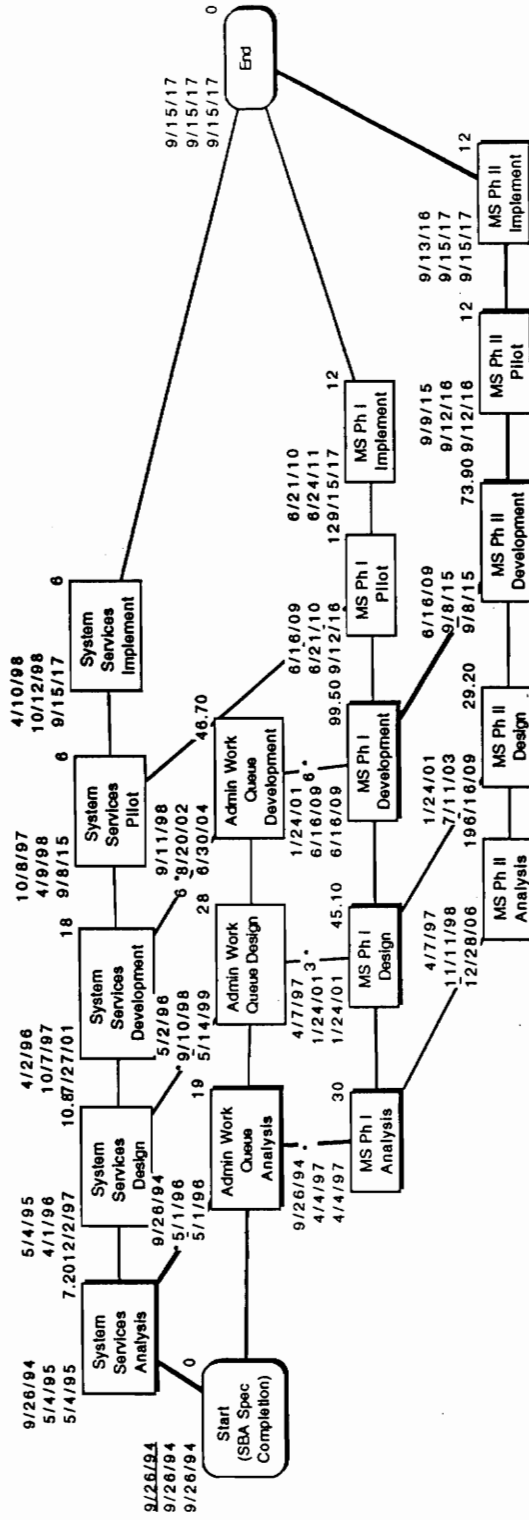 9/26/94
9/26/94
9/26/94
0
Start
(SBA Spec
Completion)
9/26/94
5/4/95
5/4/95
7.20
System
Services
Analysis
5/4/95
4/1/96
12/2/97
10.8
System
Services
Design
4/2/96
10/7/97
7/27/01
18
System
Services
Development
10/8/97
4/9/98
9/8/15
6
System
Services
Pilot
4/10/98
10/12/98
9/15/17
6
System
Services
Implement
9/15/17
9/15/17
9/15/17
0
End
9/26/94
5/1/96
5/1/96
19
Admin Work
Queue
Analysis
5/2/96
9/10/98
5/14/99
28
Admin Work
Queue Design
9/11/98
6 8/20/02
6/30/04
46.70
Admin Work
Queue
Development
9/26/94
4/4/97
4/4/97
30
MS Ph I
Analysis
4/7/97
3
1/24/01
1/24/01
45.10
MS Ph I
Design
1/24/01
6
6/16/09
6/16/09
99.50
MS Ph I
Development
6/16/09
6/21/10
9/12/16
12
MS Ph I
Pilot
6/21/10
6/24/11
9/15/17
12
MS Ph I
Implement
4/7/97
11/11/98
12/28/06
19
MS Ph II
Analysis
1/24/01
7/11/03
6/16/09
29.20
MS Ph II
Design
6/16/09
9/8/15
9/8/15
73.90
MS Ph II
Development
9/9/15
9/12/16
9/12/16
12
MS Ph II
Pilot
9/13/16
9/15/17
9/15/17
12
MS Ph II
Implement